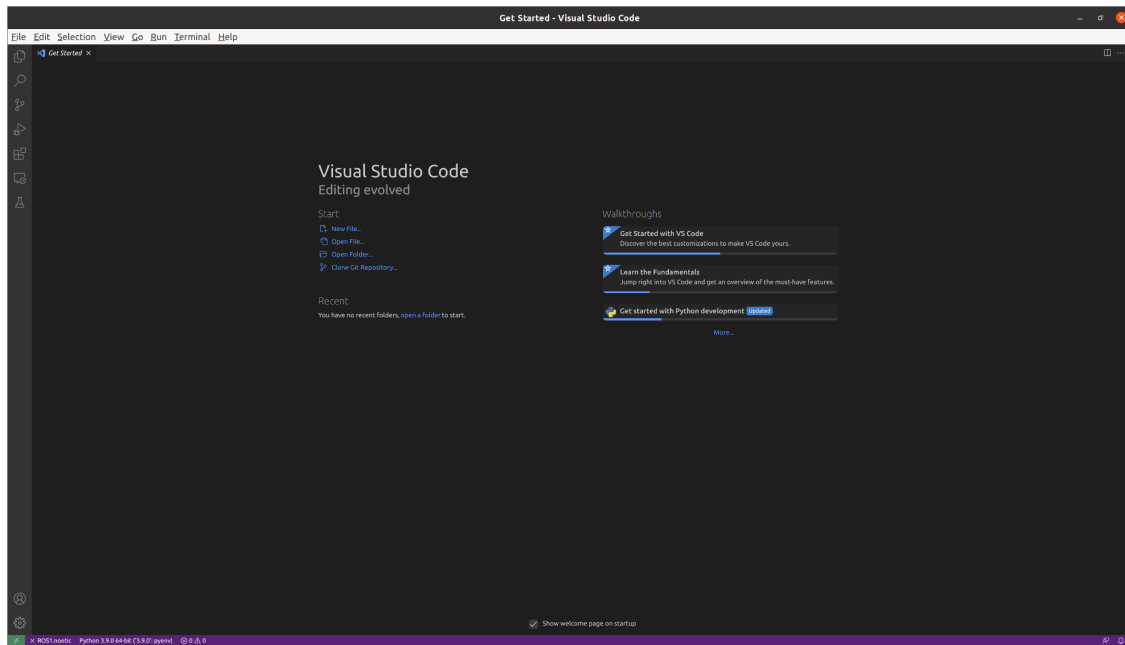 Get Started - Visual Studio Code
File Edit Selection View Go Run Terminal Help
Get Started
Visual Studio Code
Editing evolved
Start
New File...
Open File...
Open Folder...
Clone Git Repository...
Recent
You have no recent folders, open a folder to start.
Walkthroughs
Get Started with VS Code
Discover the best customizations to make VS Code yours.
Learn the Fundamentals
Jump right into VS Code and get an overview of the must-have features.
Get started with Python development Updated
More...
Show welcome page on startup
ROS1.noetic Python 3.9.0 64-bit ('3.9.0': pyenv) 0 0